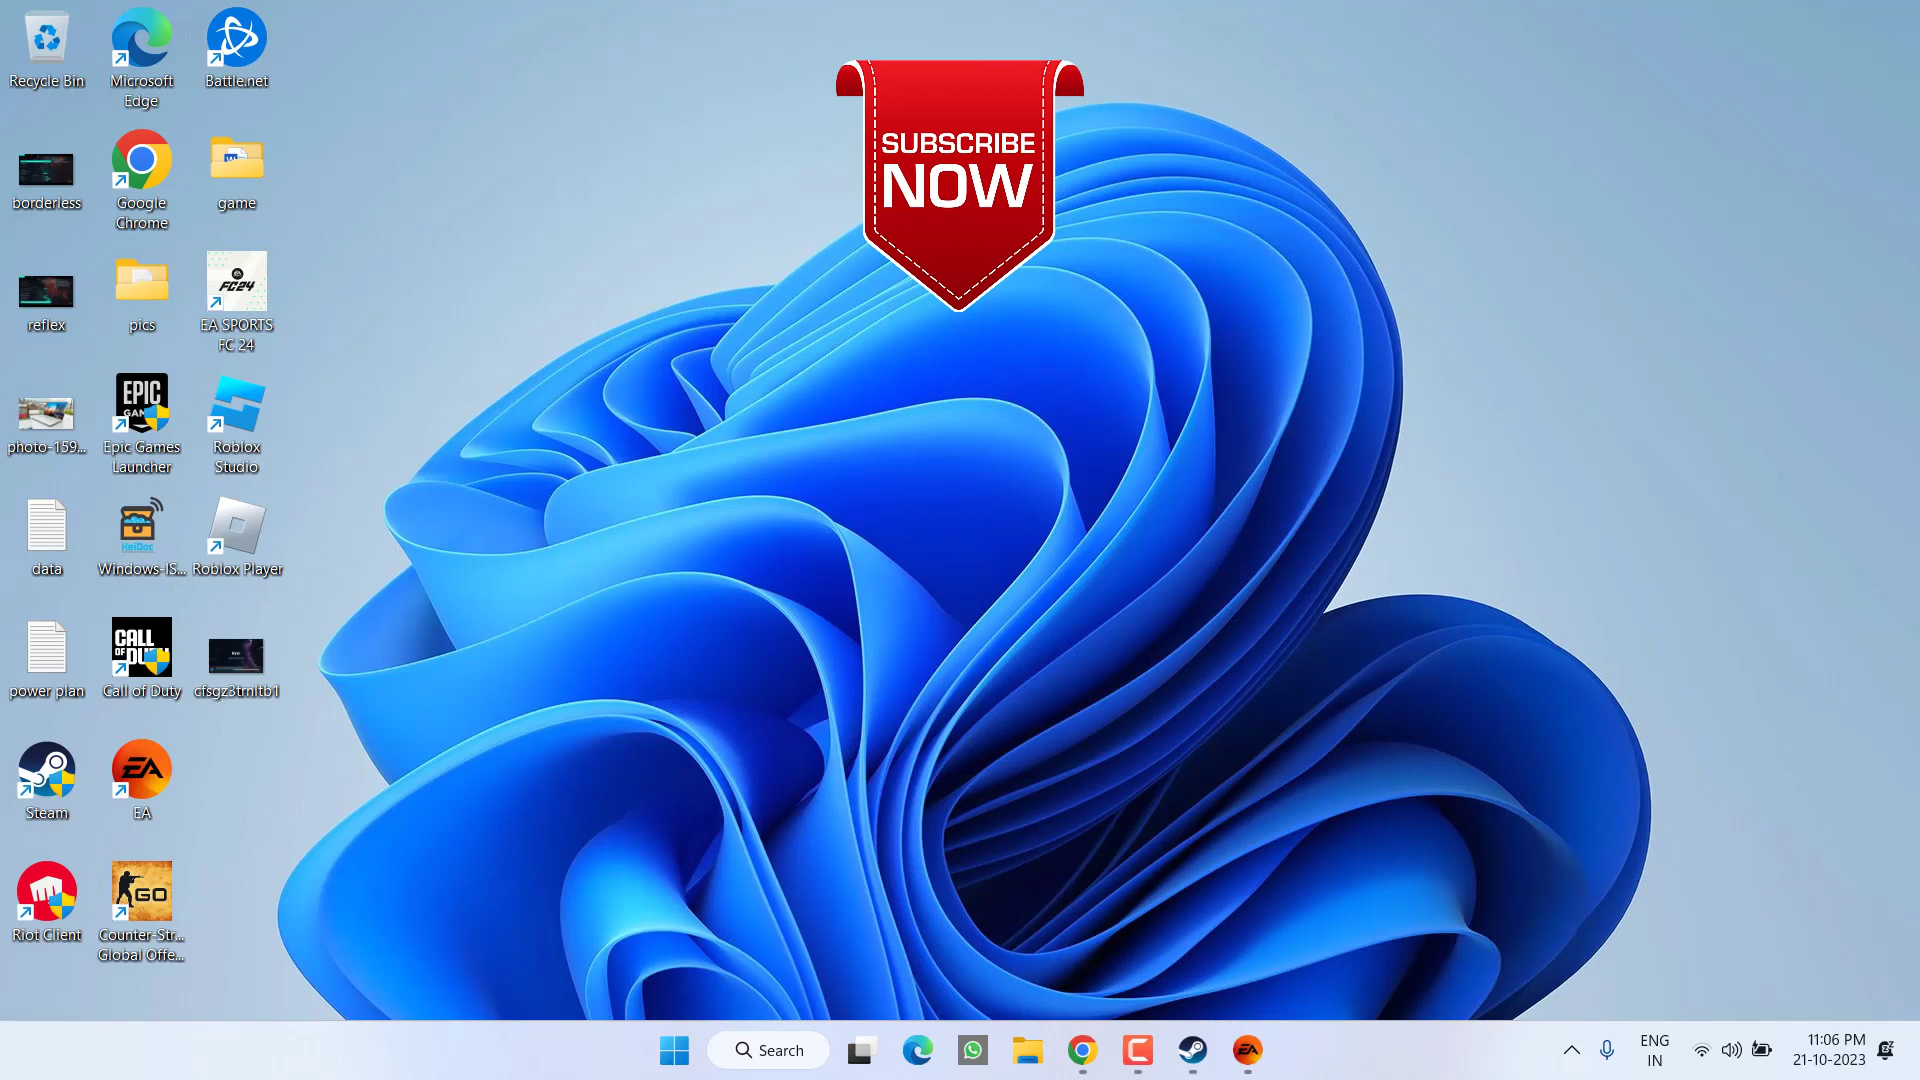 Recycle Bin
Microsoft
Edge
Battle.net
SUBSCRIBE
NOW
borderless
Google
Chrome
game
FC24
reflex
pics
EA SPORTS
FC 24
EPIC
photo-159...
Epic Games
Launcher
Roblox
Studio
HeiDoc
data
Windows-IS...
Roblox Player
CALL
OF DUTY
power plan
Call of Duty
cfsgz3trnltb1
EA
Steam
EA
GO
Riot Client
Counter-Str...
Global Offe...
Search
EA
ENG
IN
11:06 PM
21-10-2023